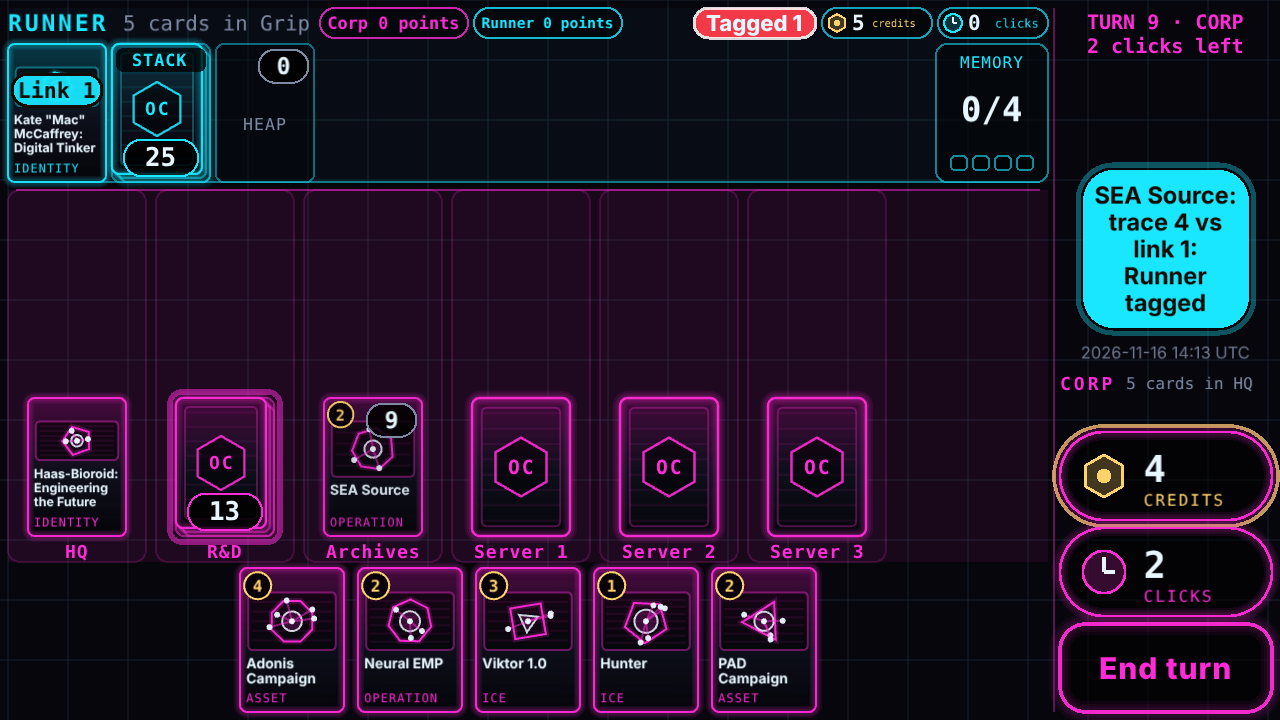 RUNNER 5 cards in Grip Corp 0 points Runner 0 points Tagged 1 5 credits 0 clicks
TURN 9 · CORP
2 clicks left
Link 1
Kate "Mac"
McCaffrey:
Digital Tinker
IDENTITY
STACK
OC
25
0
HEAP
MEMORY
0/4
SEA Source:
trace 4 vs
link 1:
Runner
tagged
2026-11-16 14:13 UTC
CORP 5 cards in HQ
Haas-Bioroid:
Engineering
the Future
IDENTITY
HQ
OC
13
R&D
2
9
SEA Source
OPERATION
Archives
OC
Server 1
OC
Server 2
OC
Server 3
4
CREDITS
2
CLICKS
End turn
4
Adonis
Campaign
ASSET
2
Neural EMP
OPERATION
3
Viktor 1.0
ICE
1
Hunter
ICE
2
PAD
Campaign
ASSET